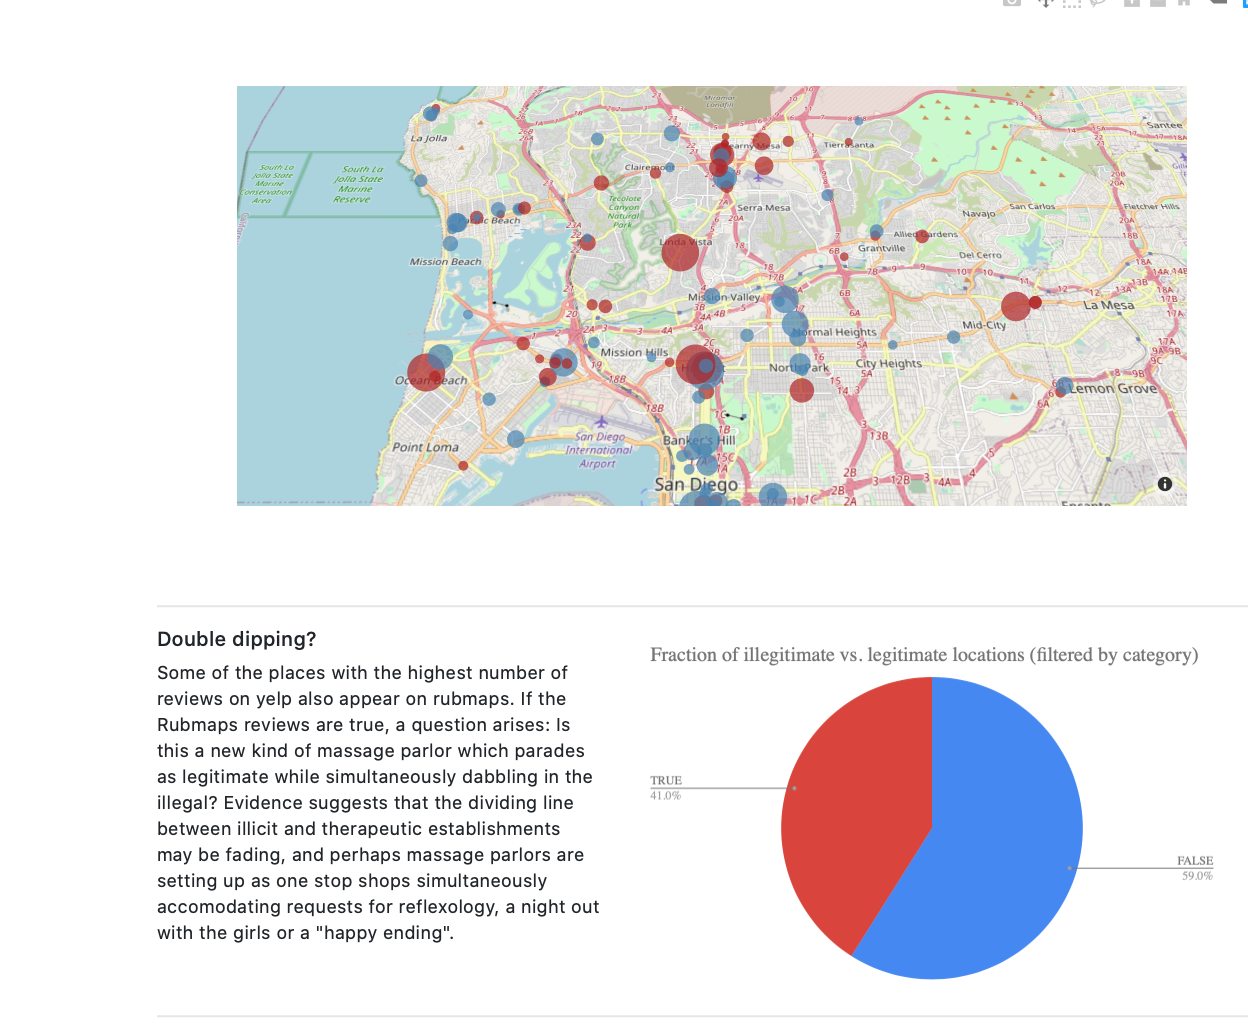 Miramar
Landfill
Santee
La Jolla
Kearny Mesa
Tierrasanta
Clairemont
South La
Jolla State
Marine
Conservation
Area
South La
Jolla State
Marine
Reserve
Tecolote
Canyon
Natural
Park
Serra Mesa
Navajo
San Carlos
Fletcher Hills
Pacific Beach
Allied Gardens
Linda Vista
Grantville
Del Cerro
Mission Beach
Mission Valley
La Mesa
Mid-City
Normal Heights
Mission Hills
North Park
City Heights
Ocean Beach
Lemon Grove
Point Loma
San Diego
International
Airport
Banker's Hill
San Diego
Encanto
Double dipping?
Some of the places with the highest number of
reviews on yelp also appear on rubmaps. If the
Rubmaps reviews are true, a question arises: Is
this a new kind of massage parlor which parades
as legitimate while simultaneously dabbling in the
illegal? Evidence suggests that the dividing line
between illicit and therapeutic establishments
may be fading, and perhaps massage parlors are
setting up as one stop shops simultaneously
accomodating requests for reflexology, a night out
with the girls or a "happy ending".
Fraction of illegitimate vs. legitimate locations (filtered by category)
TRUE
41.0%
FALSE
59.0%